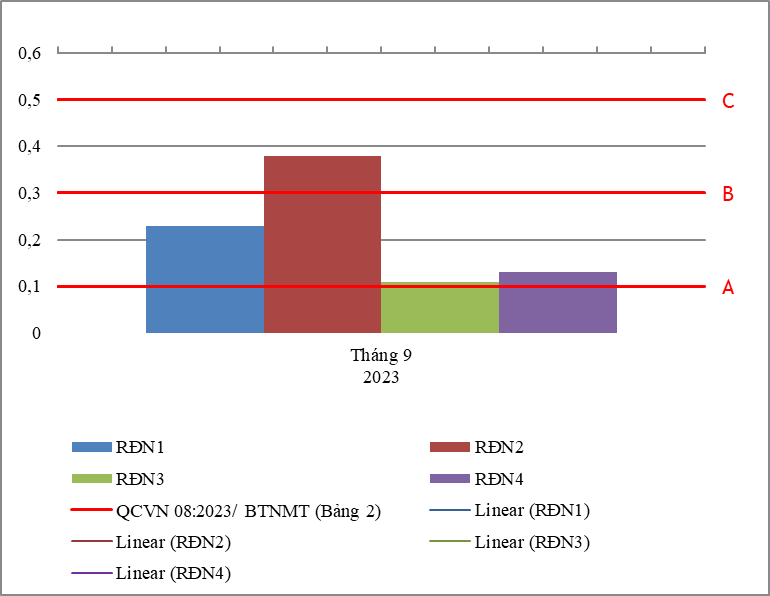 0,6
0,5
C
0,4
0,3
B
0,2
0,1
A
0
Tháng 9
2023
RĐN1
RĐN2
RĐN3
RĐN4
QCVN 08:2023/ BTNMT (Bảng 2)
Linear (RĐN1)
Linear (RĐN2)
Linear (RĐN3)
Linear (RĐN4)